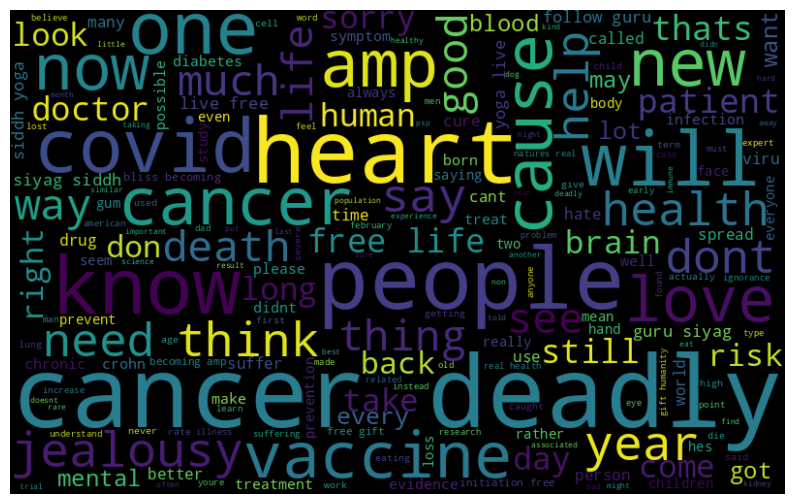 believe many one sorry life blood good follow guru thats want
word symptom cell kind didn
little healthy called
look now diabetes much amp new
possible live free always yoga live cause help may patient
siddh yoga doctor even human cure dog men child hard
month study feel body infection
lost taking covid heart psp might will lot viru away
siyag siddh bliss becoming born natures real term expert
similar saying case must
way gum used cancer population cant say give early face health everyone
time treat experience deadly imune
american dad put last february hate
drug don death free life two problem brain spread dont
right seem important severe another
science please people non actually ignorance well
know result long anyone mean found love
man prevent didnt getting told see hand guru siyag
need age think first thing really still type risk
lung chronic crohn becoming amp suffer made best back old use eat
related real health
cancer deadly
increase doesnt make prevention take instead eye gift humanity world high
rare learn every caught rather point find
understand never rate illness suffering free gift loss research associated hes die year
jealousy vaccine day person said come got
mental better eating evidence initiation free children
trial often youre treatment work bad might kidney